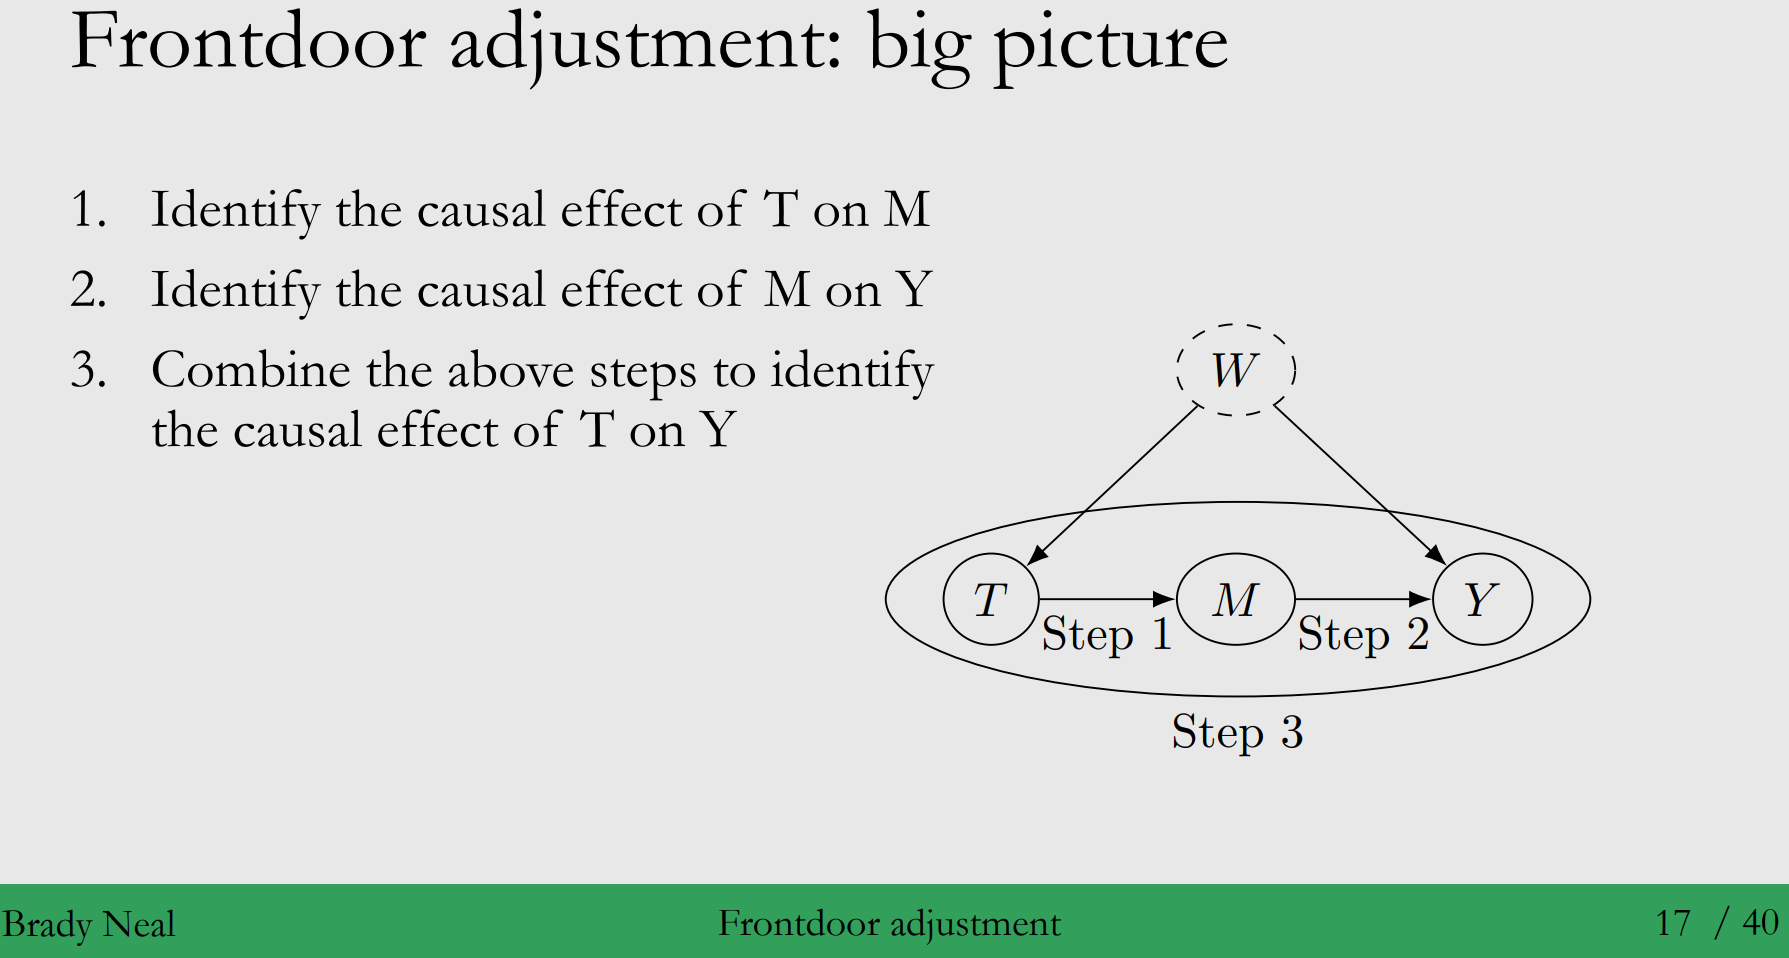 Frontdoor adjustment: big picture
1. Identify the causal effect of T on M
2. Identify the causal effect of M on Y
3. Combine the above steps to identify
the causal effect of T on Y
W
T
M
Y
Step 1
Step 2
Step 3
Brady Neal
Frontdoor adjustment
17 / 40